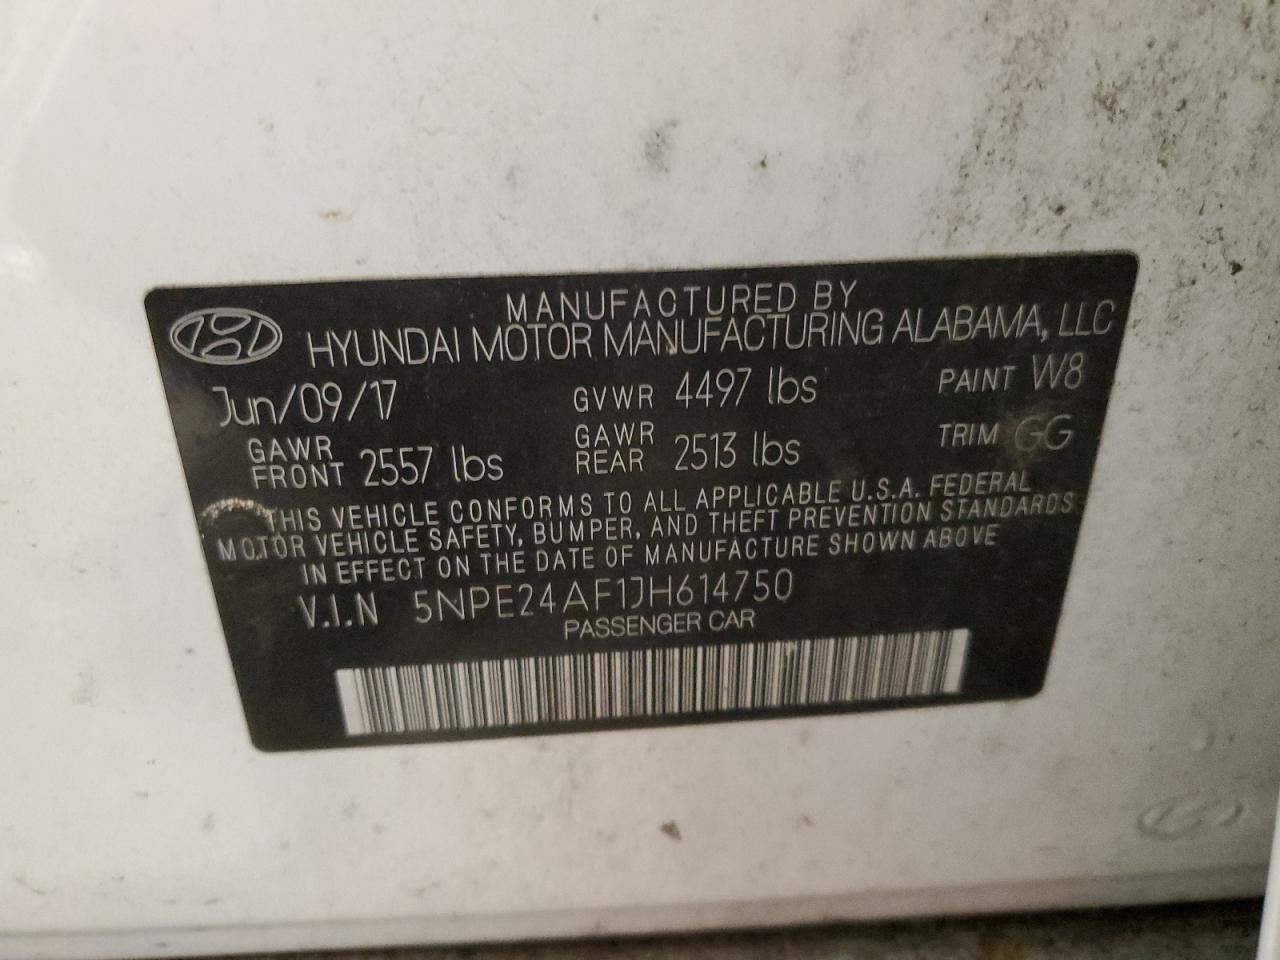 MANUFACTURED BY
HYUNDAI MOTOR MANUFACTURING ALABAMA, LLC
Jun/09/17 GVWR 4497 lbs PAINT W8
GAWR FRONT 2557 lbs GAWR REAR 2513 lbs TRIM GG
THIS VEHICLE CONFORMS TO ALL APPLICABLE U.S.A. FEDERAL
MOTOR VEHICLE SAFETY, BUMPER, AND THEFT PREVENTION STANDARDS
IN EFFECT ON THE DATE OF MANUFACTURE SHOWN ABOVE
V.I.N 5NPE24AF1JH614750
PASSENGER CAR